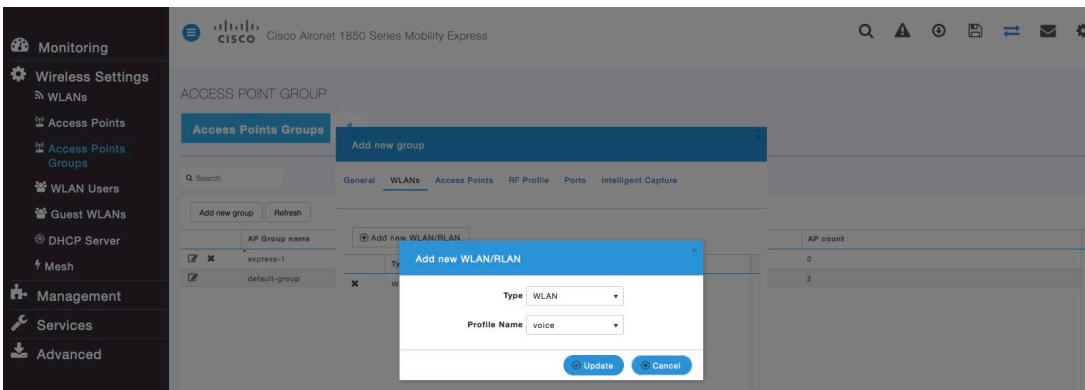 CISCO
Cisco Aironet 1850 Series Mobility Express
Monitoring
Wireless Settings
WLANs
Access Points
Access Points
Groups
WLAN Users
Guest WLANs
DHCP Server
Mesh
Management
Services
Advanced
ACCESS POINT GROUP
Access Points Groups
Search
Add new group
Refresh
AP Group name
AP count
express-1
0
default-group
2
Add new group
General
WLANs
Access Points
RF Profile
Ports
Intelligent Capture
Add new WLAN/RLAN
Add new WLAN/RLAN
Type
WLAN
Profile Name
voice
Update
Cancel